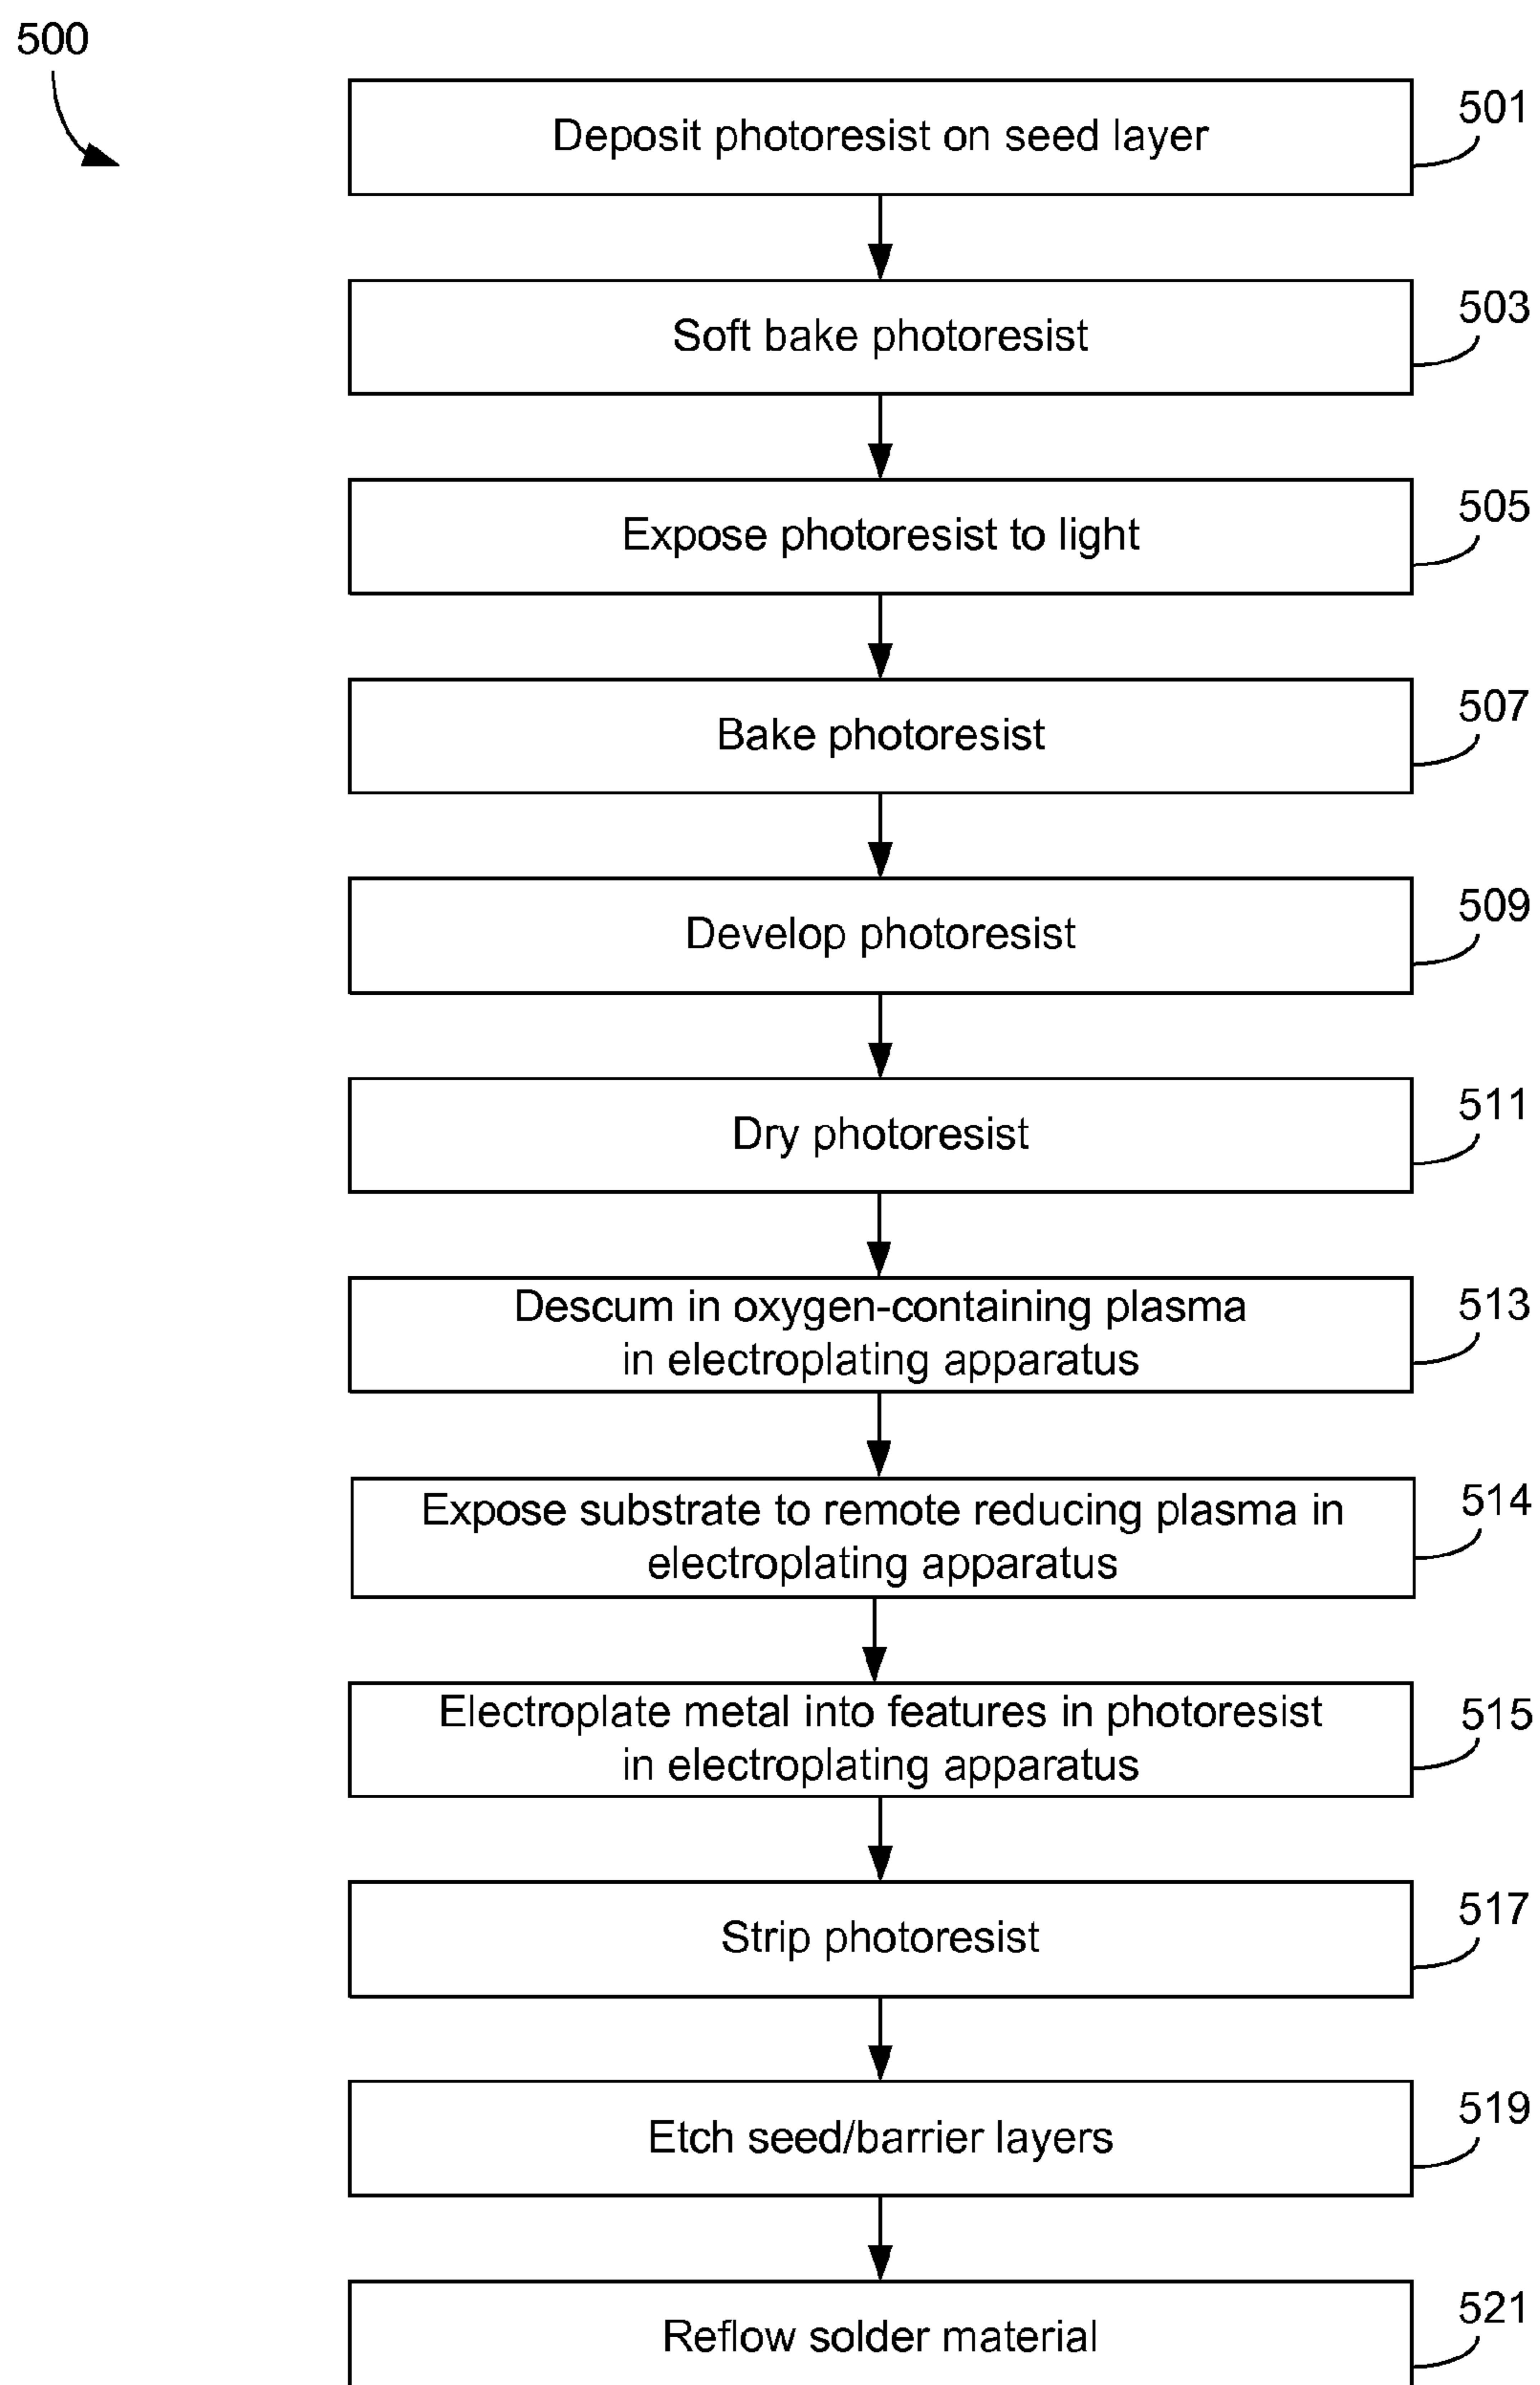 500
Deposit photoresist on seed layer
501
Soft bake photoresist
503
Expose photoresist to light
505
Bake photoresist
507
Develop photoresist
509
Dry photoresist
511
Descum in oxygen-containing plasma
in electroplating apparatus
513
Expose substrate to remote reducing plasma in
electroplating apparatus
514
Electroplate metal into features in photoresist
in electroplating apparatus
515
Strip photoresist
517
Etch seed/barrier layers
519
Reflow solder material
521